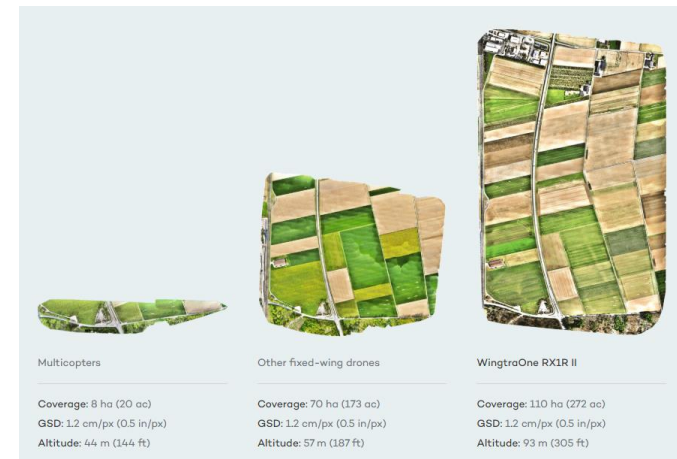 Multicopters
Coverage: 8 ha (20 ac)
GSD: 1.2 cm/px (0.5 in/px)
Altitude: 44 m (144 ft)
Other fixed-wing drones
Coverage: 70 ha (173 ac)
GSD: 1.2 cm/px (0.5 in/px)
Altitude: 57 m (187 ft)
WingtraOne RX1R II
Coverage: 110 ha (272 ac)
GSD: 1.2 cm/px (0.5 in/px)
Altitude: 93 m (305 ft)